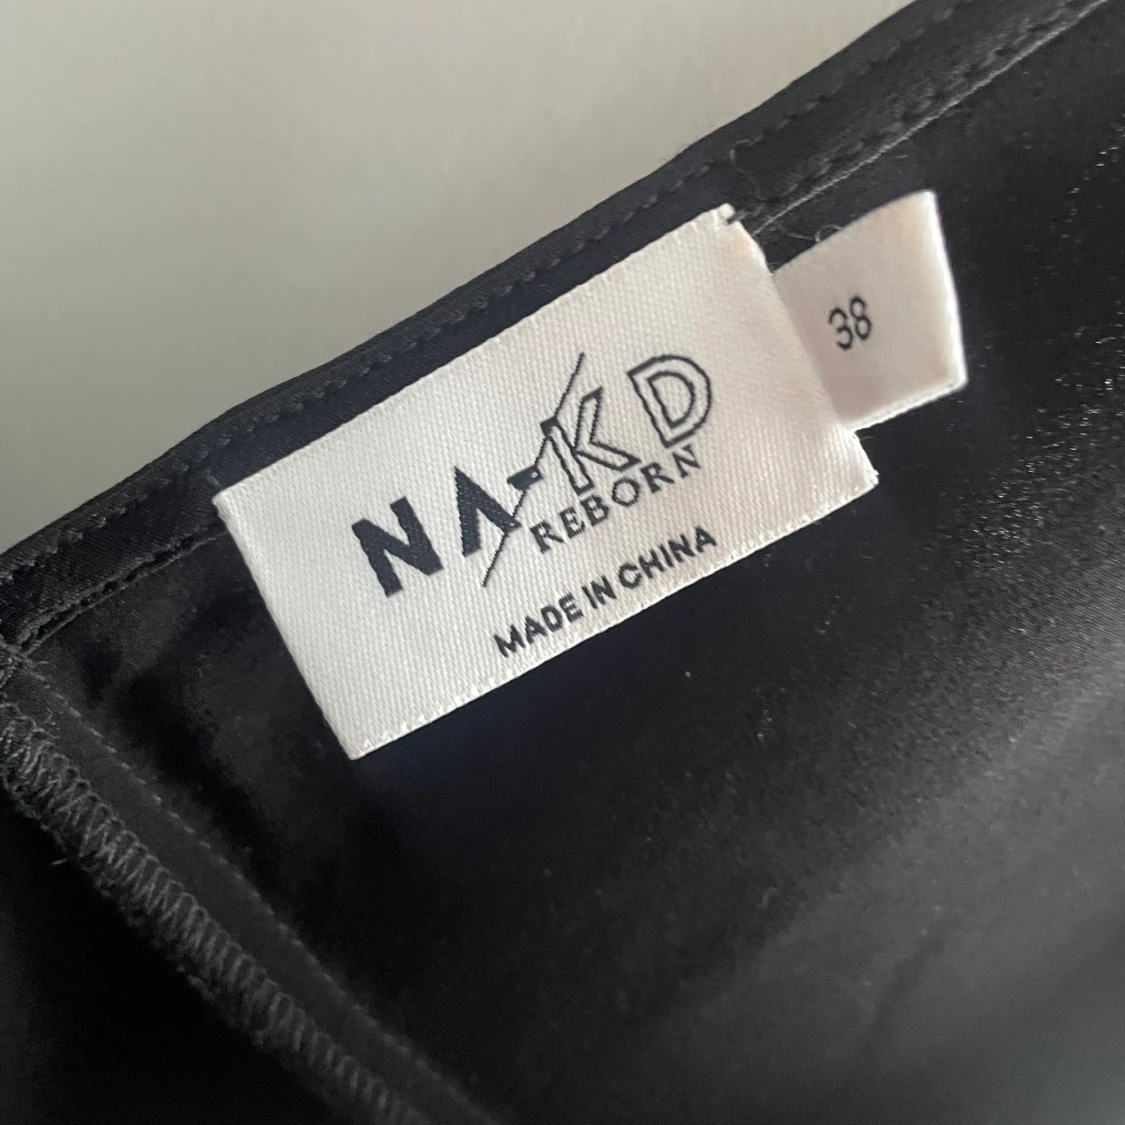 NA-KD
REBORN
MADE IN CHINA
38